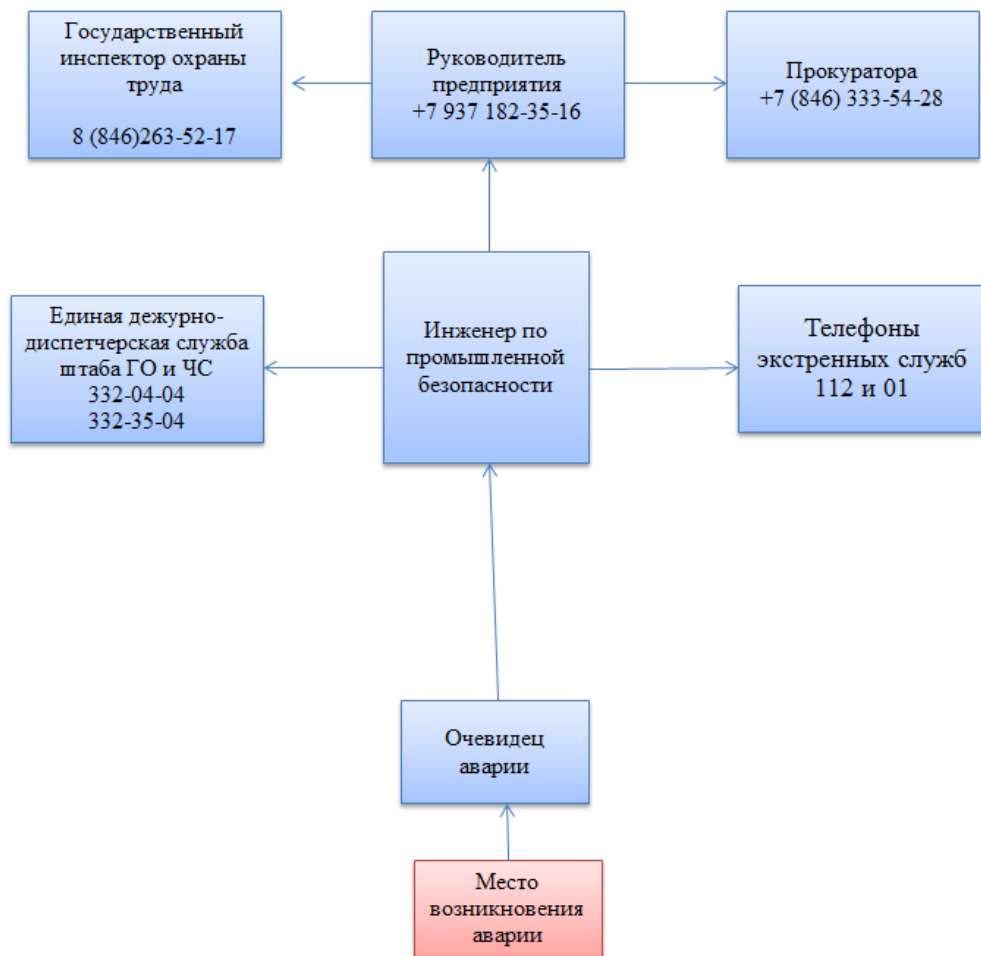 Государственный
инспектор охраны
труда
8 (846)263-52-17
Руководитель
предприятия
+7 937 182-35-16
Прокуратора
+7 (846) 333-54-28
Единая дежурно-
диспетчерская служба
штаба ГО и ЧС
332-04-04
332-35-04
Инженер по
промышленной
безопасности
Телефоны
экстренных служб
112 и 01
Очевидец
аварии
Место
возникновения
аварии